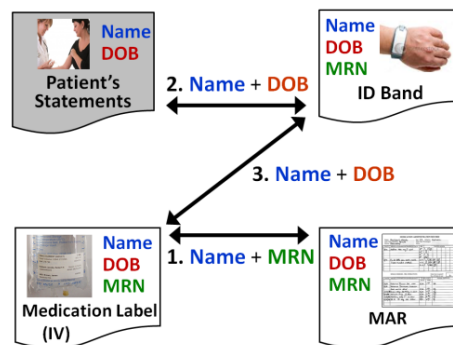 Name
DOB
Patient's
Statements
Name
DOB
MRN
ID Band
2. Name + DOB
3. Name + DOB
1. Name + MRN
Name
DOB
MRN
Medication Label
(IV)
Name
DOB
MRN
MAR